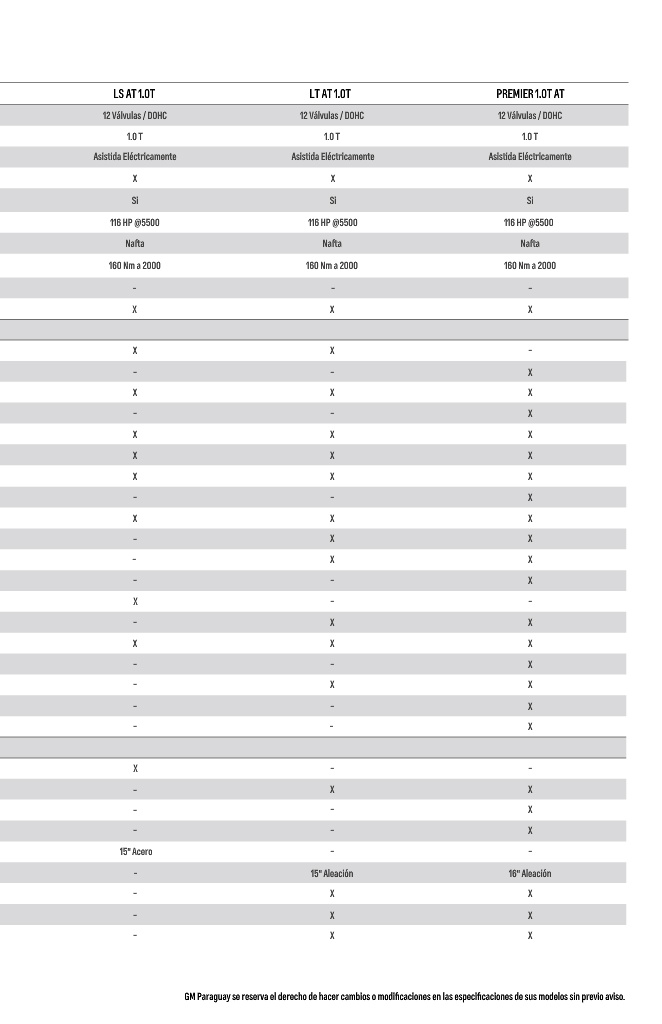 LS AT 1.0T LT AT 1.0T PREMIER 1.0T AT
12 Válvulas / DOHC 12 Válvulas / DOHC 12 Válvulas / DOHC
1.0 T 1.0 T 1.0 T
Asistida Eléctricamente Asistida Eléctricamente Asistida Eléctricamente
X X X
Si Si Si
116 HP @5500 116 HP @5500 116 HP @5500
Nafta Nafta Nafta
160 Nm a 2000 160 Nm a 2000 160 Nm a 2000
- - -
X X X
X X -
- - X
X X X
- - X
X X X
X X X
X X X
- - X
X X X
- X X
- X X
- - X
X - -
- X X
X X X
- - X
- X X
- - X
- - X
X - -
- X X
- - X
- - X
15" Acero - -
- 15" Aleación 16" Aleación
- X X
- X X
- X X
GM Paraguay se reserva el derecho de hacer cambios o modificaciones en las especificaciones de sus modelos sin previo aviso.